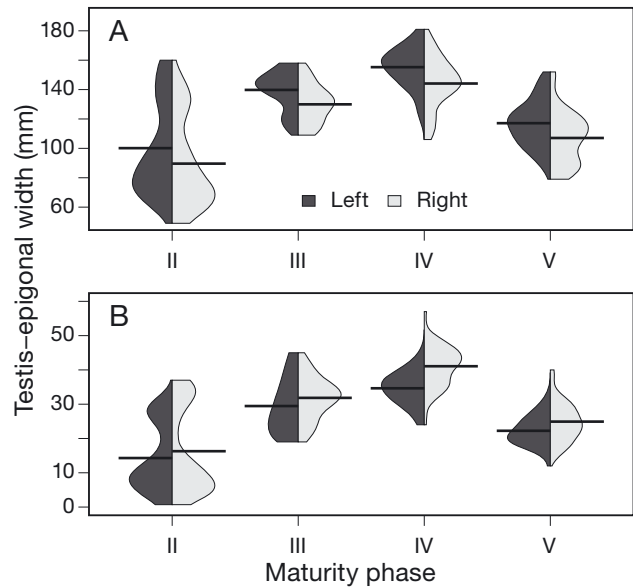 A
180
140
100
60
Left Right
II III IV V
B
50
30
10
0
II III IV V
Testis–epigonal width (mm)
Maturity phase